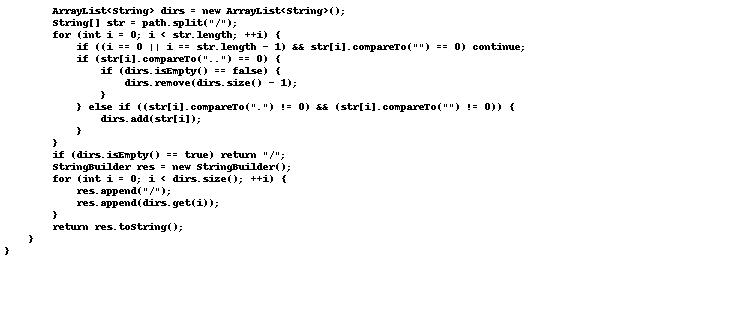 ArrayList<String> dirs = new ArrayList<String>();
        String[] str = path.split("/");
        for (int i = 0; i < str.length; ++i) {
            if ((i == 0 || i == str.length - 1) && str[i].compareTo("") == 0) continue;
            if (str[i].compareTo("..") == 0) {
                if (dirs.isEmpty() == false) {
                    dirs.remove(dirs.size() - 1);
                }
            } else if ((str[i].compareTo(".") != 0) && (str[i].compareTo("") != 0)) {
                dirs.add(str[i]);
            }
        }
        if (dirs.isEmpty() == true) return "/";
        StringBuilder res = new StringBuilder();
        for (int i = 0; i < dirs.size(); ++i) {
            res.append("/");
            res.append(dirs.get(i));
        }
        return res.toString();
    }
}